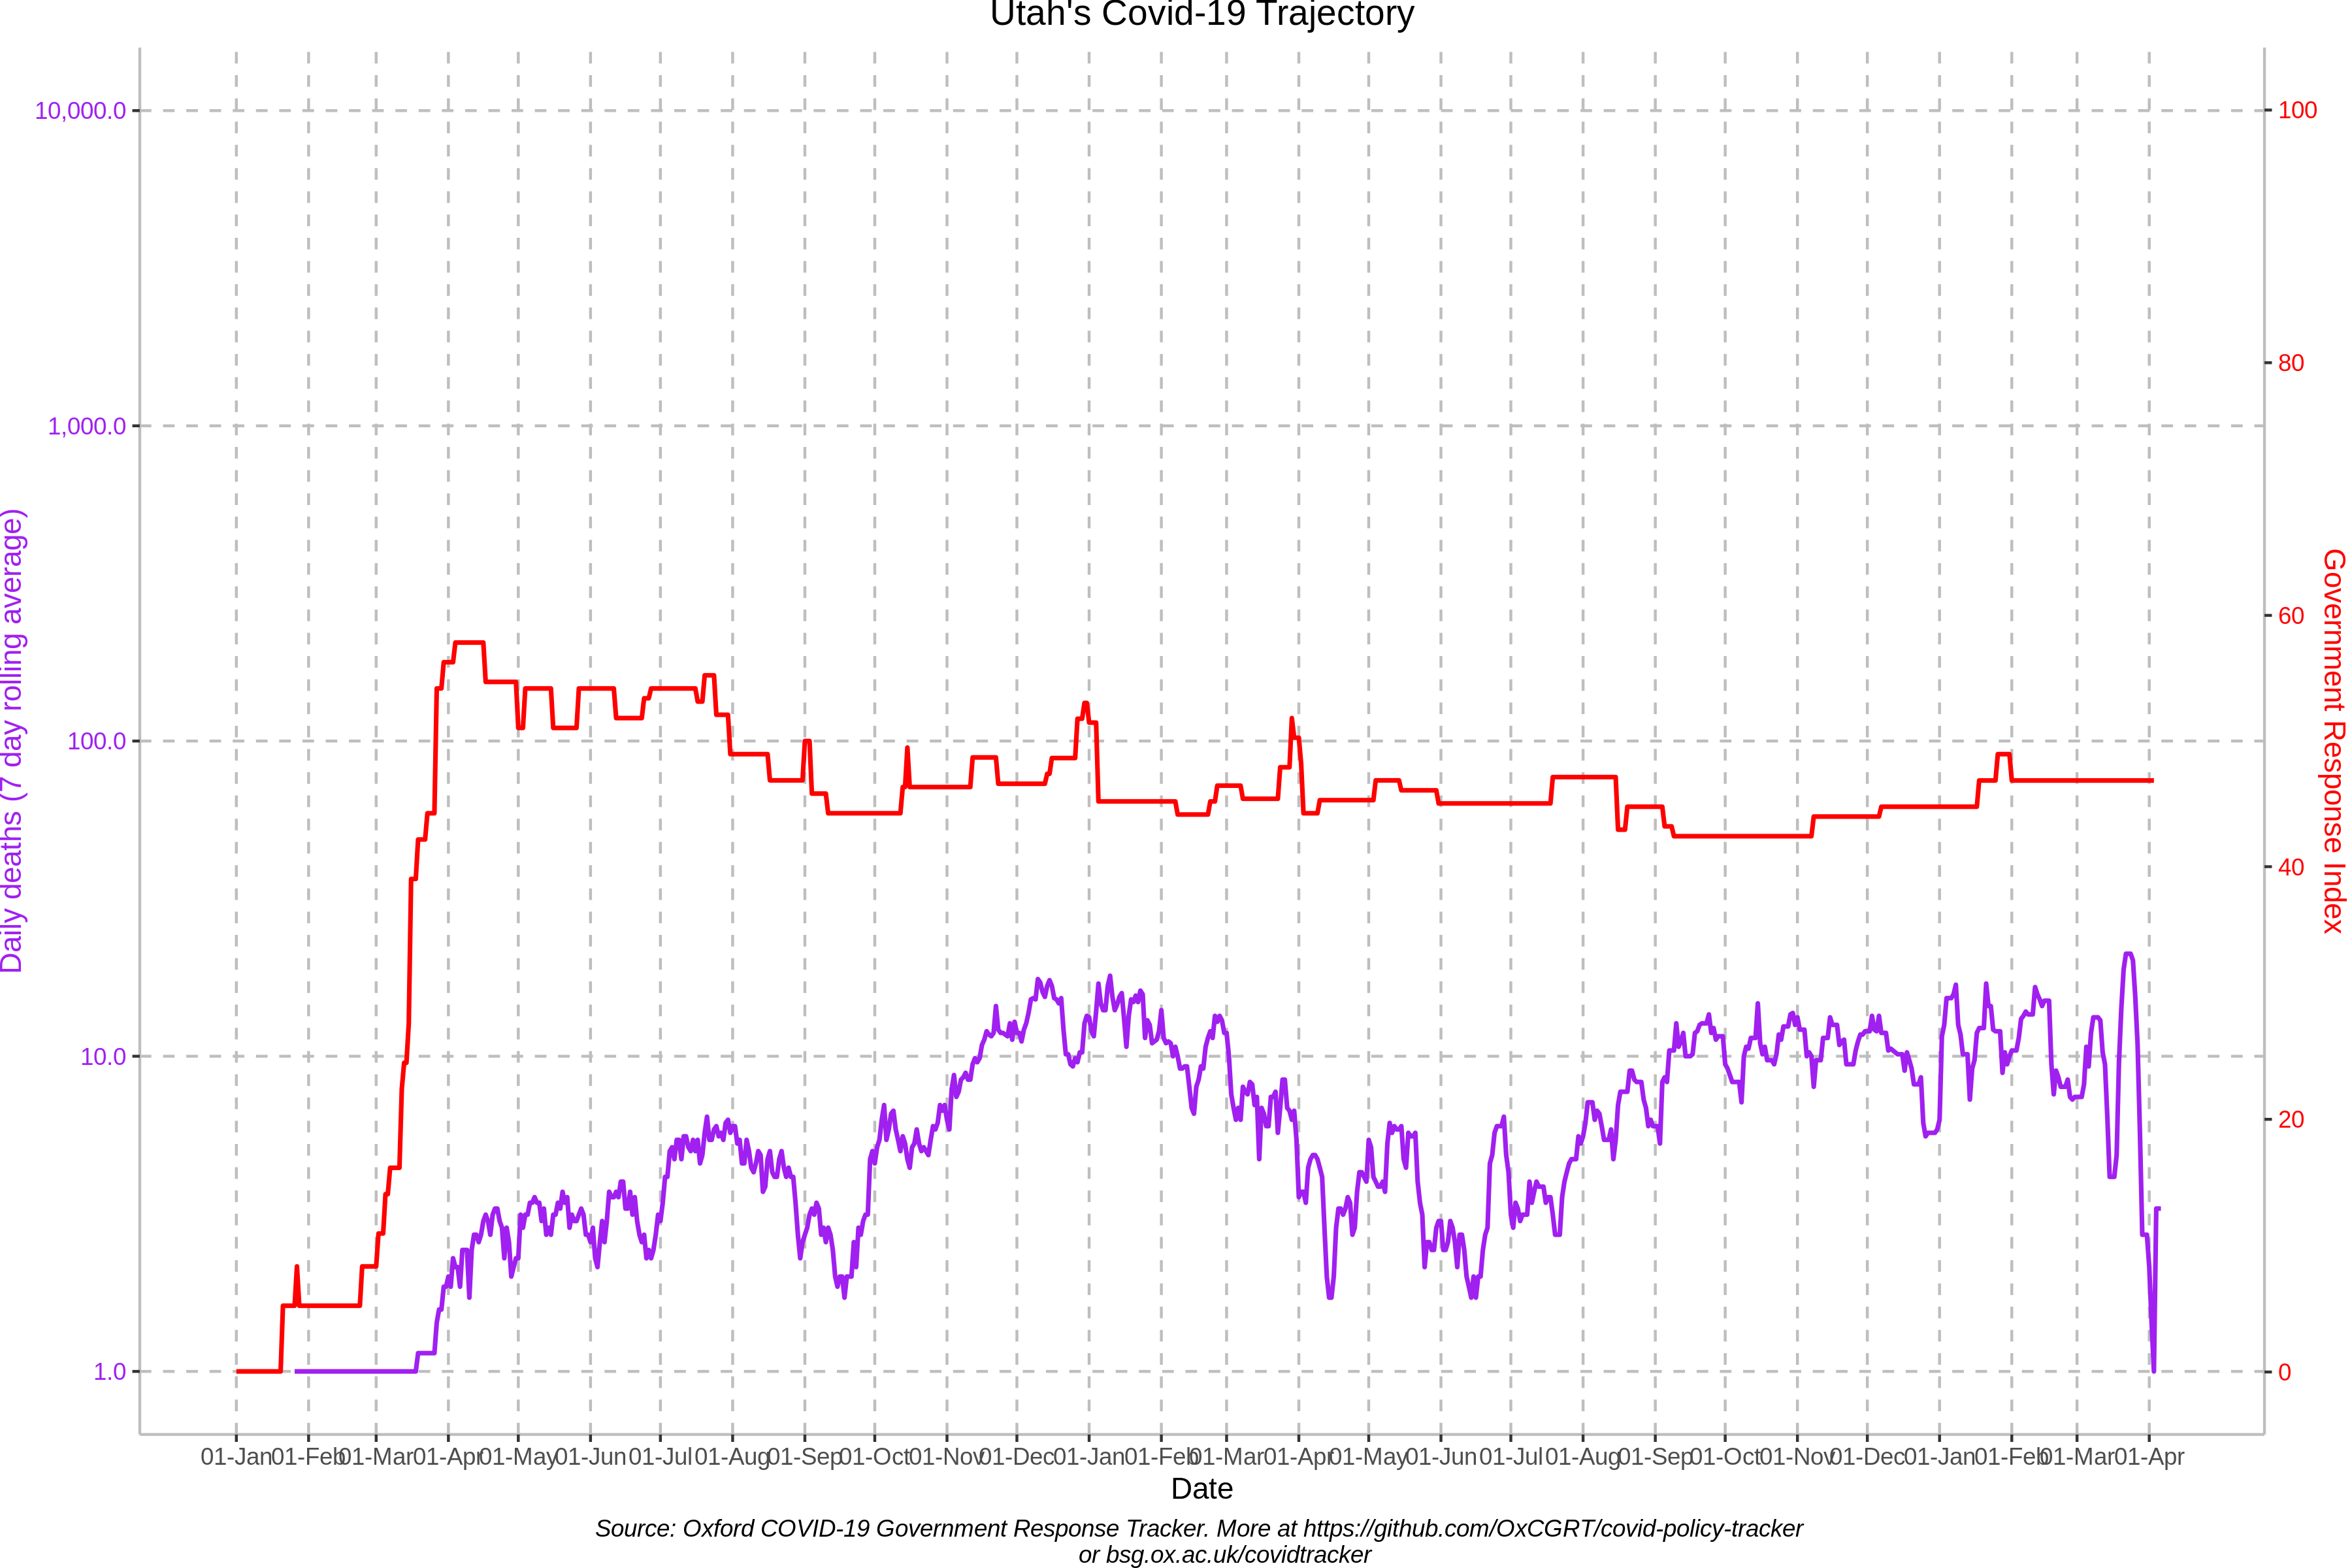 Utah's Covid-19 Trajectory
10,000.0
1,000.0
100.0
10.0
1.0
Daily deaths (7 day rolling average)
100
80
60
40
20
0
Government Response Index
01-Jan 01-Feb 01-Mar 01-Apr 01-May 01-Jun 01-Jul 01-Aug 01-Sep 01-Oct 01-Nov 01-Dec 01-Jan 01-Feb 01-Mar 01-Apr 01-May 01-Jun 01-Jul 01-Aug 01-Sep 01-Oct 01-Nov 01-Dec 01-Jan 01-Feb 01-Mar 01-Apr
Date
Source: Oxford COVID-19 Government Response Tracker. More at https://github.com/OxCGRT/covid-policy-tracker
or bsg.ox.ac.uk/covidtracker